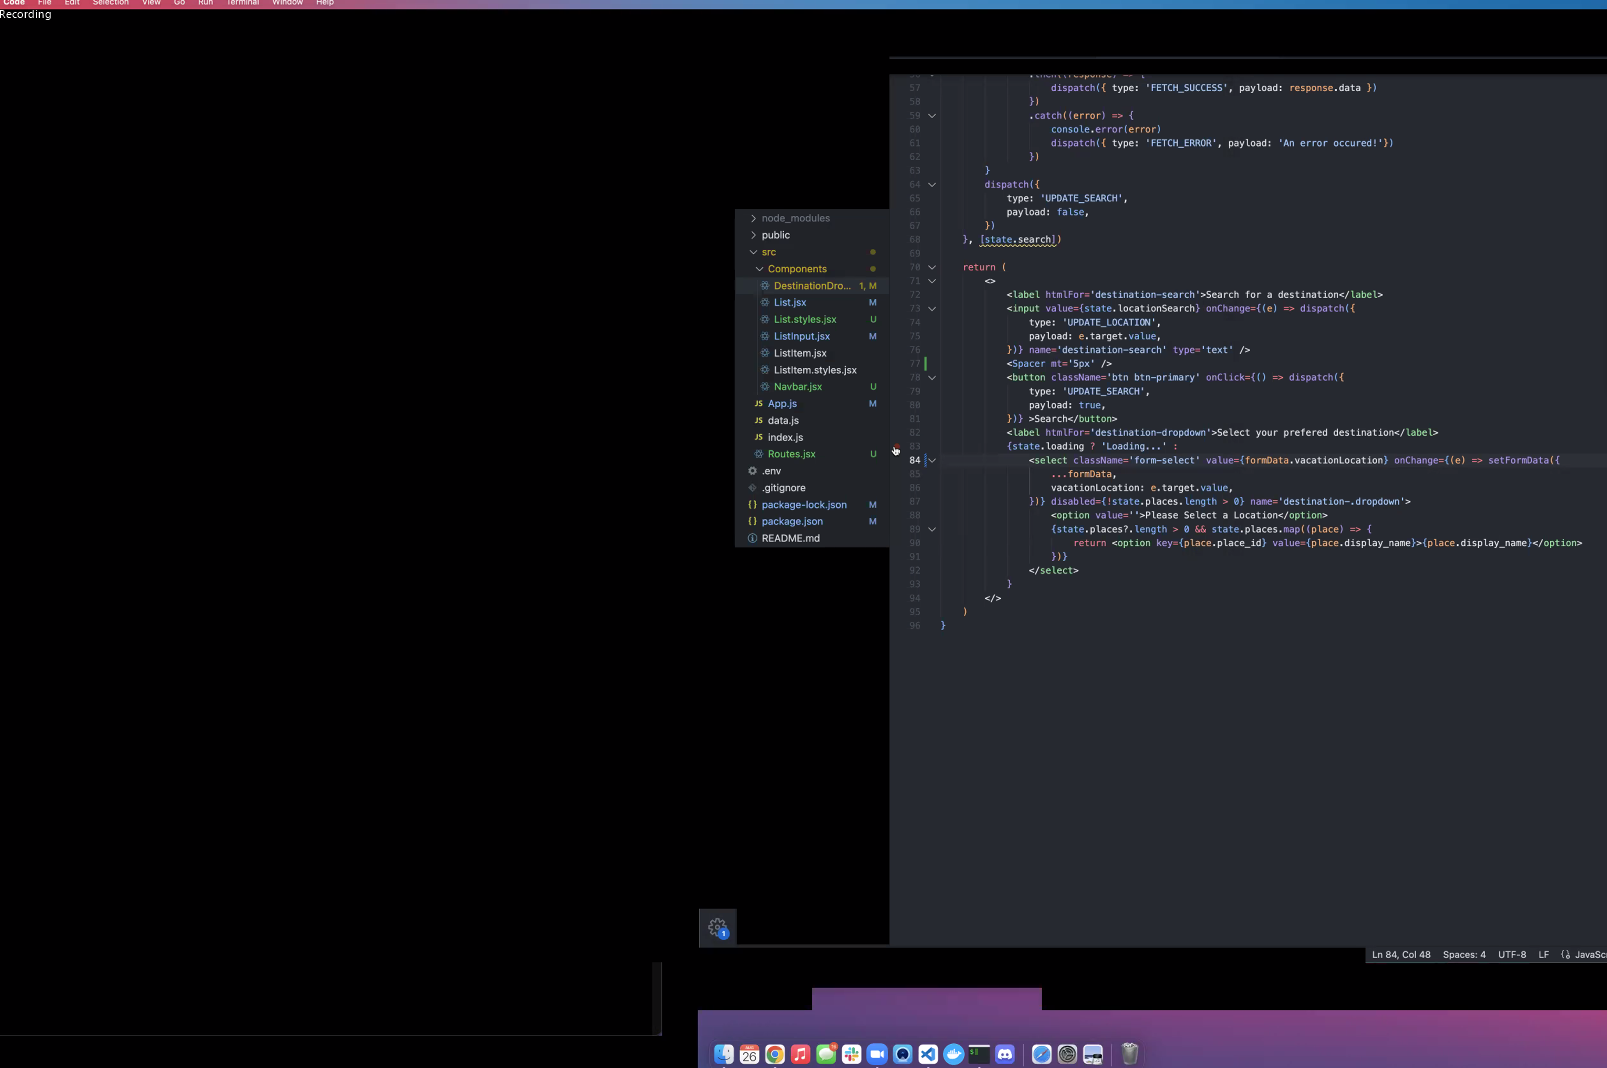 Code File Edit Selection View Go Run Terminal Window Help
Recording
node_modules
public
src
Components
DestinationDro... 1, M
List.jsx M
List.styles.jsx U
ListInput.jsx M
ListItem.jsx
ListItem.styles.jsx
Navbar.jsx U
JS App.js M
JS data.js
JS index.js
Routes.jsx U
.env
.gitignore
{} package-lock.json M
{} package.json M
README.md
56 .then((response) => {
57 dispatch({ type: 'FETCH_SUCCESS', payload: response.data })
58 })
59 .catch((error) => {
60 console.error(error)
61 dispatch({ type: 'FETCH_ERROR', payload: 'An error occured!'})
62 })
63 }
64 dispatch({
65 type: 'UPDATE_SEARCH',
66 payload: false,
67 })
68 }, [state.search])
69
70 return (
71 <>
72 <label htmlFor='destination-search'>Search for a destination</label>
73 <input value={state.locationSearch} onChange={(e) => dispatch({
74 type: 'UPDATE_LOCATION',
75 payload: e.target.value,
76 })} name='destination-search' type='text' />
77 <Spacer mt='5px' />
78 <button className='btn btn-primary' onClick={() => dispatch({
79 type: 'UPDATE_SEARCH',
80 payload: true,
81 })} >Search</button>
82 <label htmlFor='destination-dropdown'>Select your prefered destination</label>
83 {state.loading ? 'Loading...' :
84 <select className='form-select' value={formData.vacationLocation} onChange={(e) => setFormData({
85 ...formData,
86 vacationLocation: e.target.value,
87 })} disabled={!state.places.length > 0} name='destination-.dropdown'>
88 <option value=''>Please Select a Location</option>
89 {state.places?.length > 0 && state.places.map((place) => {
90 return <option key={place.place_id} value={place.display_name}>{place.display_name}</option>
91 })}
92 </select>
93 }
94 </>
95 )
96 }
1
Ln 84, Col 48 Spaces: 4 UTF-8 LF {} JavaSc
AUG
26